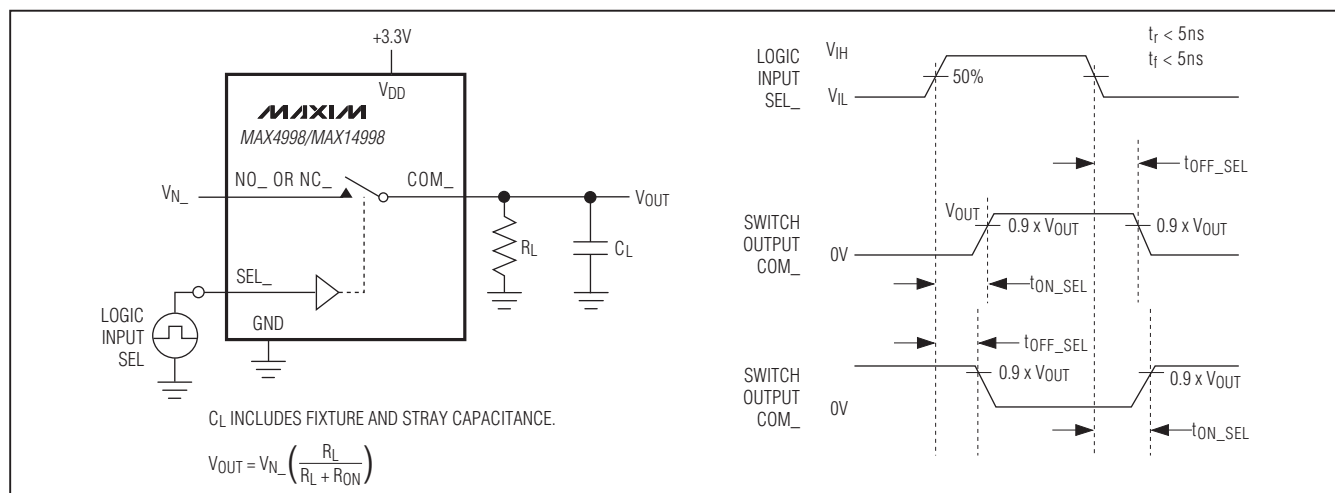 +3.3V
VDD
MAXIM
MAX4998/MAX14998
VN_
NO_ OR NC_
COM_
VOUT
RL
CL
SEL_
LOGIC
INPUT
SEL
GND
CL INCLUDES FIXTURE AND STRAY CAPACITANCE.
VOUT = VN_ ( RL / RL + RON )
LOGIC
INPUT
SEL_
VIH
VIL
50%
tr < 5ns
tf < 5ns
tOFF_SEL
SWITCH
OUTPUT
COM_
VOUT
0V
0.9 x VOUT
0.9 x VOUT
tON_SEL
tOFF_SEL
SWITCH
OUTPUT
COM_
0V
0.9 x VOUT
0.9 x VOUT
tON_SEL